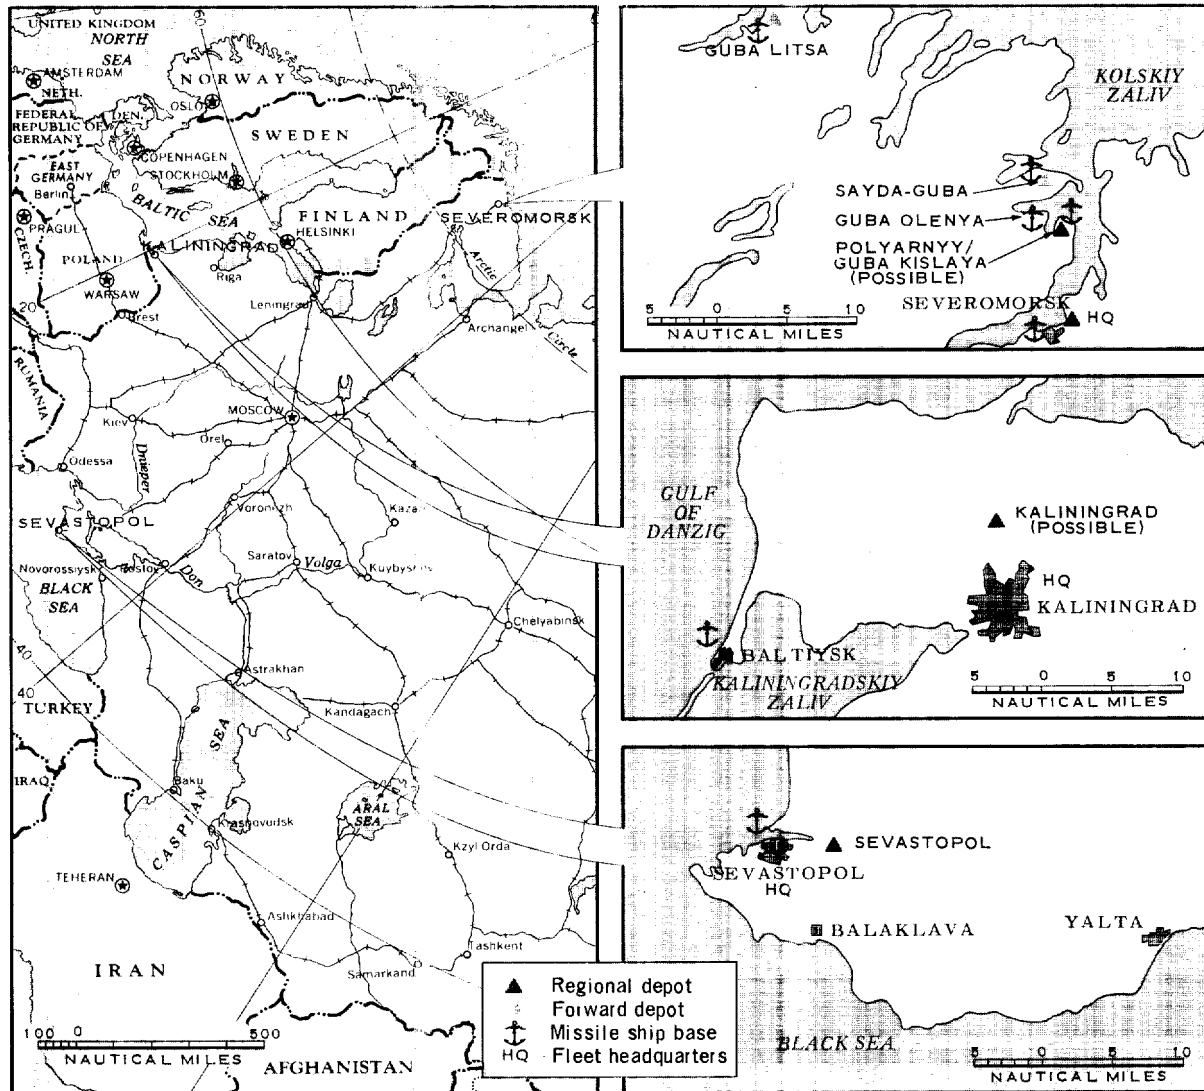 UNITED KINGDOM
NORTH
SEA
60
AMSTERDAM
NETH.
NORWAY
OSLO
DEN.
FEDERAL
REPUBLIC OF
GERMANY
SWEDEN
COPENHAGEN
STOCKHOLM
EAST
GERMANY
Berlin
BALTIC
SEA
FINLAND
HELSINKI
SEVEROMORSK
CZECH.
KALININGRAD
POLAND
Riga
Arctic
Circle
WARSAW
Leningrad
20
Brest
Archangel
RUMANIA
MOSCOW
Kiev
Orel
Dnieper
Odessa
Voronezh
SEVASTOPOL
Saratov
Volga
Novorossiysk
Don
BLACK
SEA
Chelyabinsk
40
Astrakhan
40
TURKEY
Kandagach
SEA
IRAQ
Baku
CASPIAN
ARAL
SEA
Krasnovodsk
Kzyl Orda
TEHERAN
Ashkhabad
Tashkent
IRAN
Samarkand
100 0 500
NAUTICAL MILES
AFGHANISTAN
GUBA LITSA
KOLSKIY
ZALIV
SAYDA-GUBA
GUBA OLENYA
POLYARNYY/
GUBA KISLAYA
(POSSIBLE)
SEVEROMORSK
HQ
5 0 5 10
NAUTICAL MILES
GULF
OF
DANZIG
KALININGRAD
(POSSIBLE)
HQ
KALININGRAD
BALTIYSK
KALININGRADSKIY
ZALIV
5 0 5 10
NAUTICAL MILES
SEVASTOPOL
SEVASTOPOL
HQ
BALAKLAVA
YALTA
BLACK SEA
5 0 5 10
NAUTICAL MILES
Regional depot
Forward depot
Missile ship base
HQ Fleet headquarters